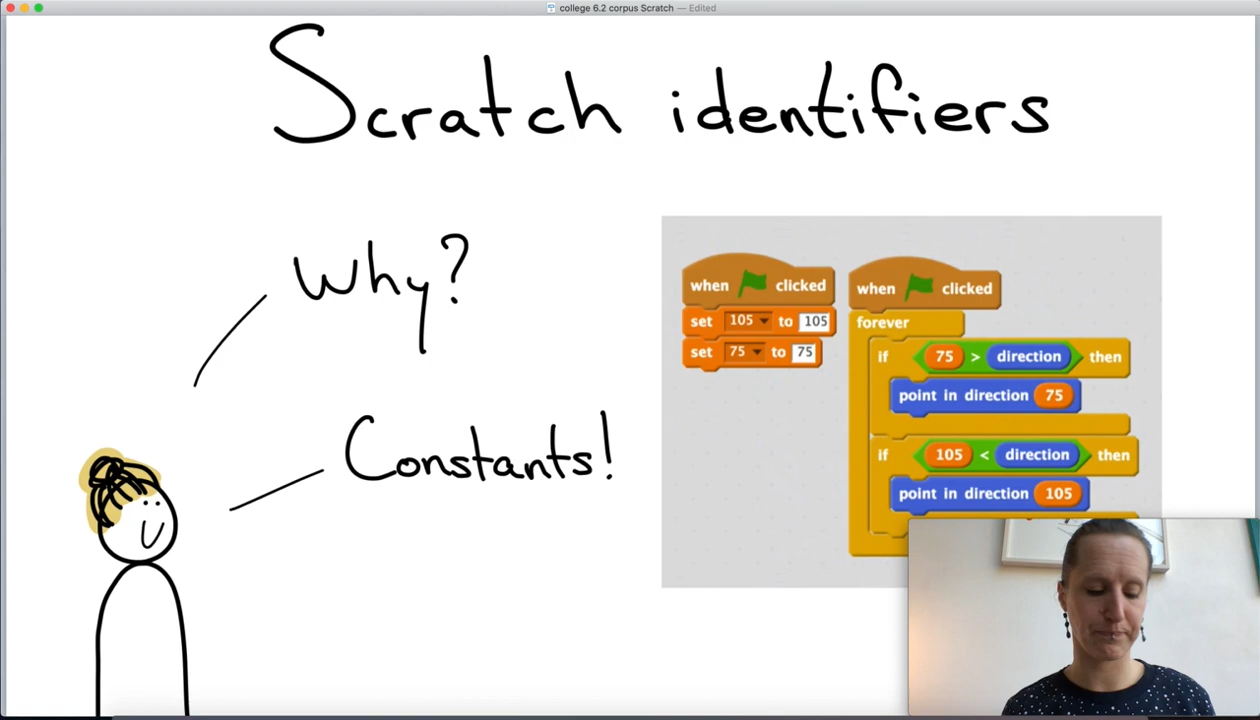 college 6.2 corpus Scratch — Edited
Scratch identifiers
Why?
Constants!
when clicked
set 105 to 105
set 75 to 75
when clicked
forever
if 75 > direction then
point in direction 75
if 105 < direction then
point in direction 105